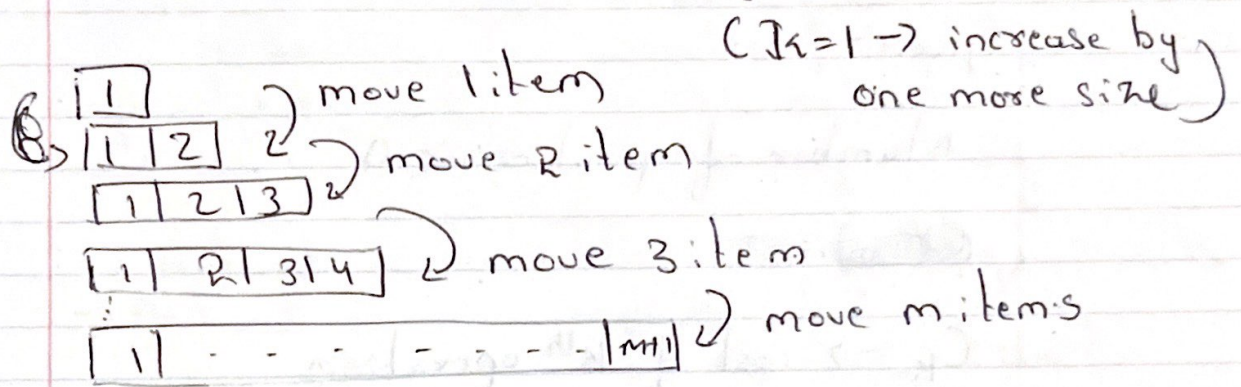 (K=1 → increase by
one more size)
1
move 1 item
1 2
move 2 item
1 2 3
move 3 item
1 2 3 4
move m items
1 - - - - - - - m+1